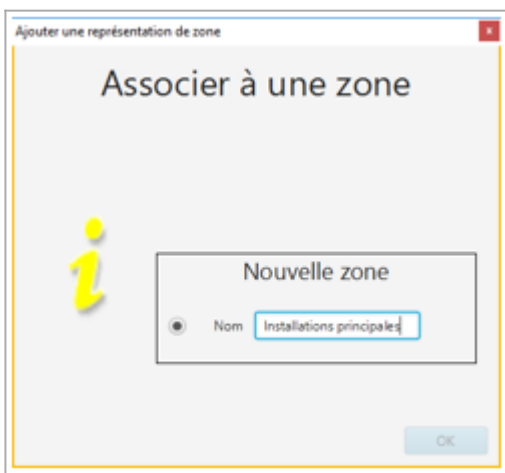 Ajouter une représentation de zone
Associer à une zone
Nouvelle zone
Nom Installations principales
OK